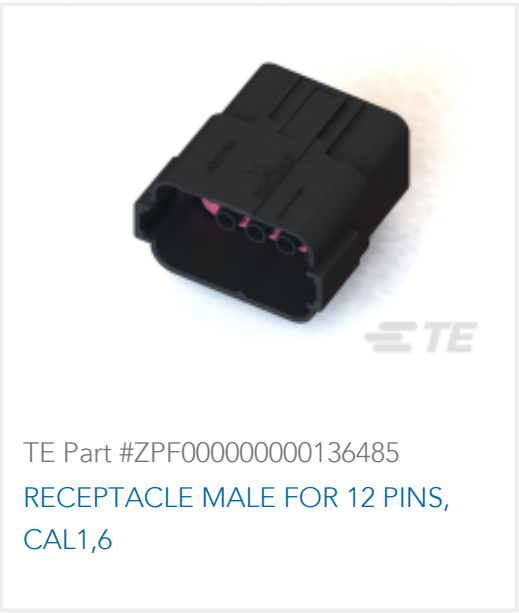 TE
TE Part #ZPF000000000136485
RECEPTACLE MALE FOR 12 PINS,
CAL1,6